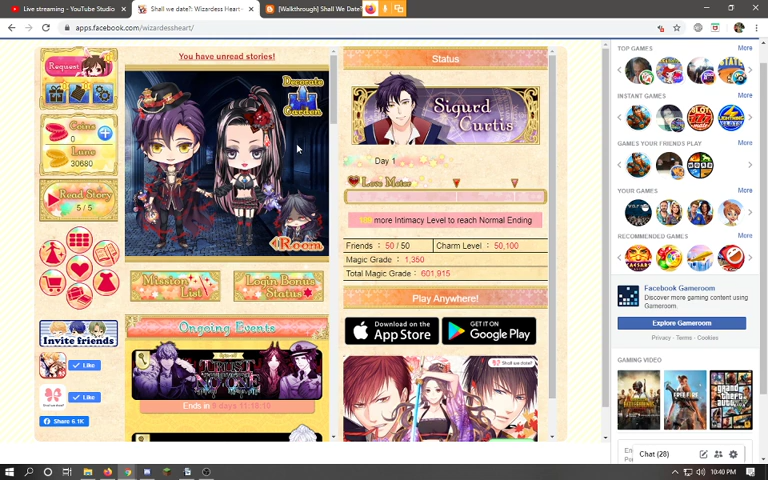 Live streaming - YouTube Studio
Shall we date?: Wizardess Heart
[Walkthrough] Shall We Date?
apps.facebook.com/wizardessheart/
Request
You have unread stories!
Decorate
Garden
Coins
0
Lune
30680
Read Story
5 / 5
Room
Mission
List
Login Bonus
Status
Ongoing Events
Invite friends
Like
Like
Share 6.1K
Status
Sigurd
Curtis
Day 1
Love Meter
more Intimacy Level to reach Normal Ending
Friends : 50 / 50
Charm Level : 50,100
Magic Grade : 1,350
Total Magic Grade : 601,915
Play Anywhere!
Download on the
App Store
GET IT ON
Google Play
Shall we date?
TOP GAMES
More
INSTANT GAMES
More
GAMES YOUR FRIENDS PLAY
YOUR GAMES
More
RECOMMENDED GAMES
More
Facebook Gameroom
Discover more gaming content using
Gameroom.
Explore Gameroom
Privacy · Terms · Cookies
GAMING VIDEO
Chat (28)
10:40 PM